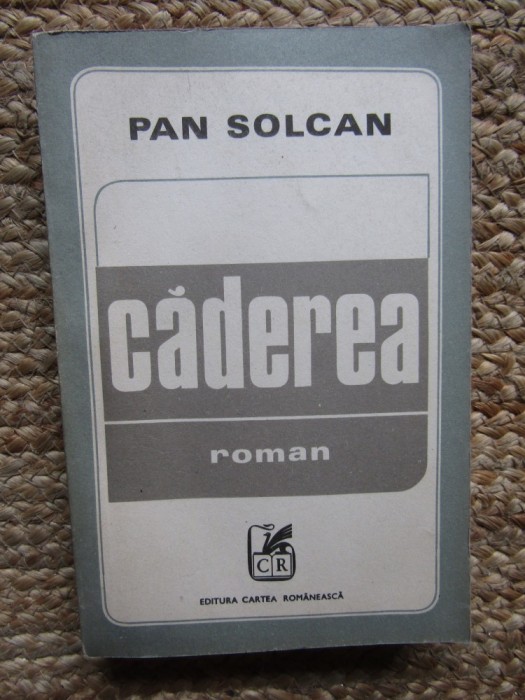 PAN SOLCAN
căderea
roman
CR
EDITURA CARTEA ROMÂNEASCĂ